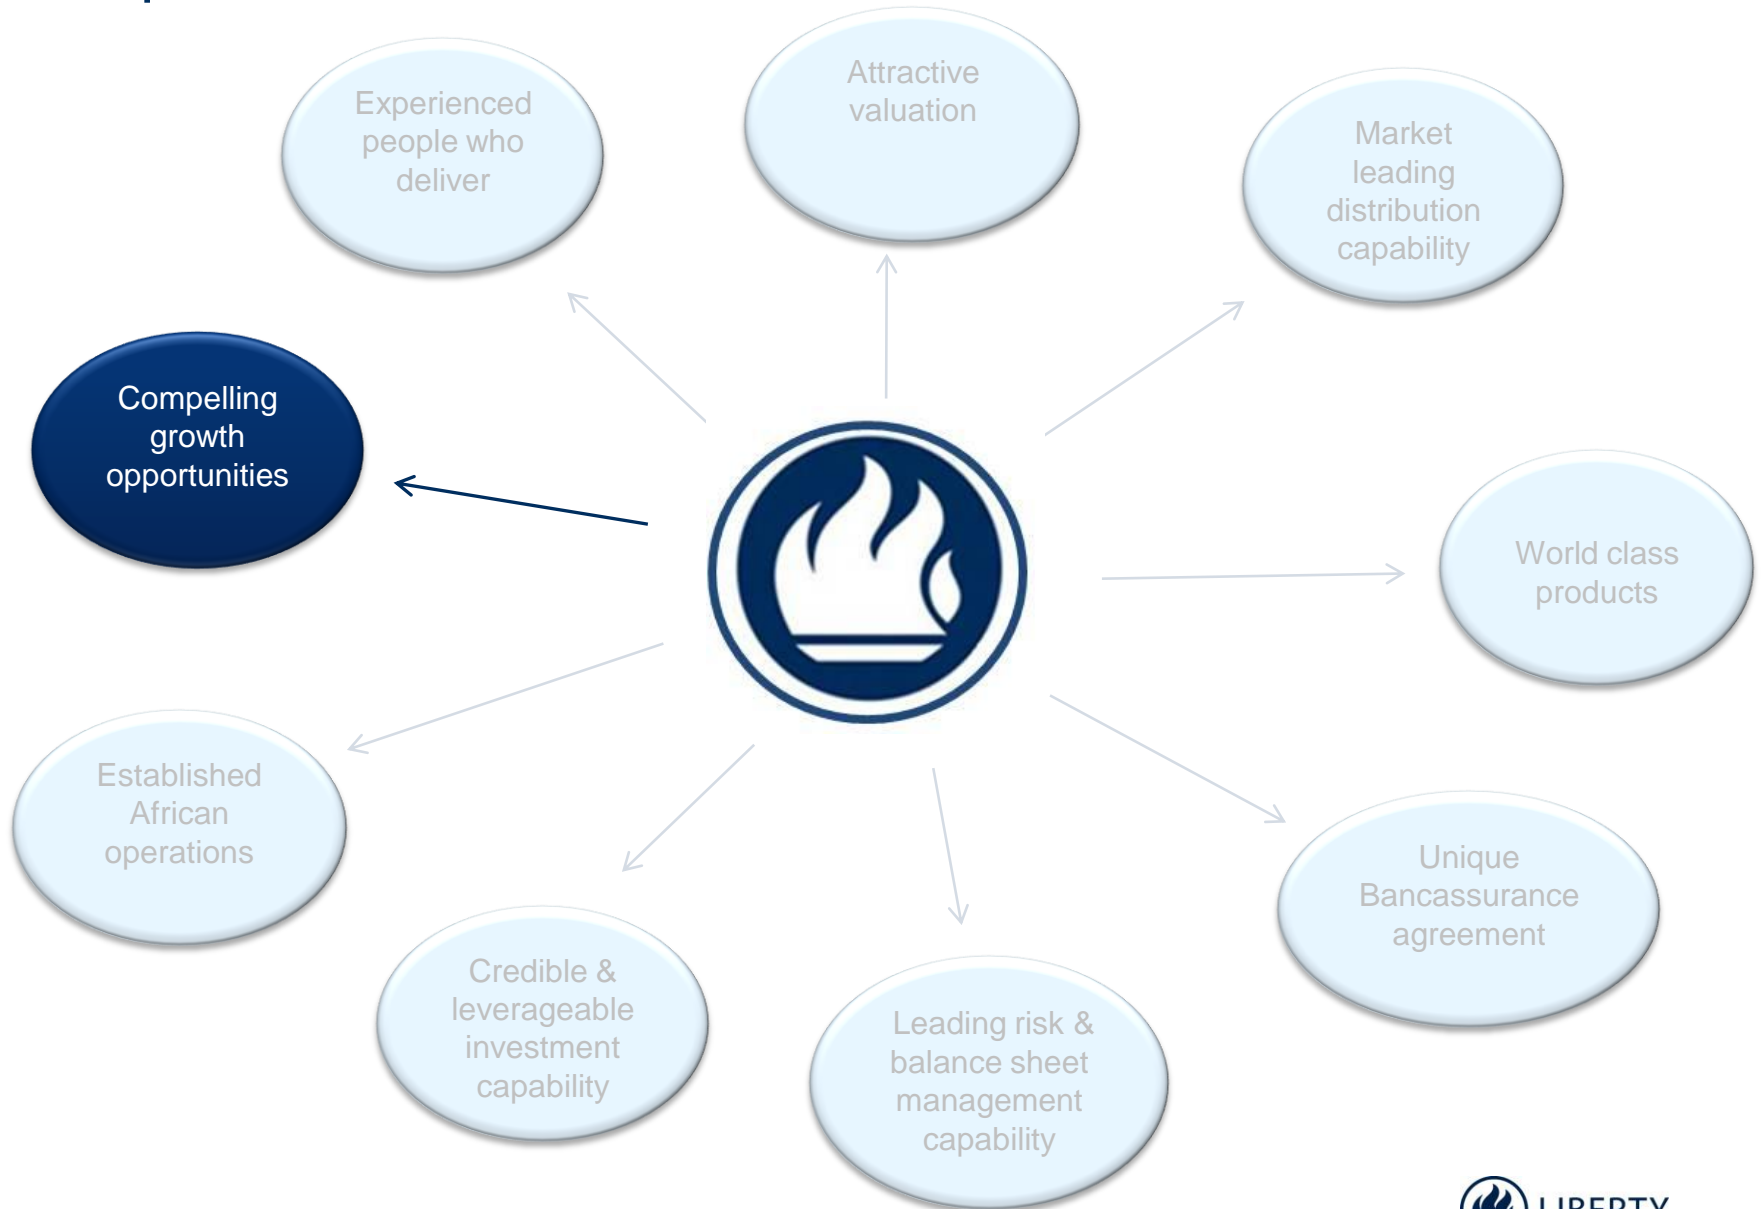 Attractive
valuation
Experienced
people who
deliver
Market
leading
distribution
capability
Compelling
growth
opportunities
World class
products
Established
African
operations
Unique
Bancassurance
agreement
Credible &
leverageable
investment
capability
Leading risk &
balance sheet
management
capability
LIBERTY